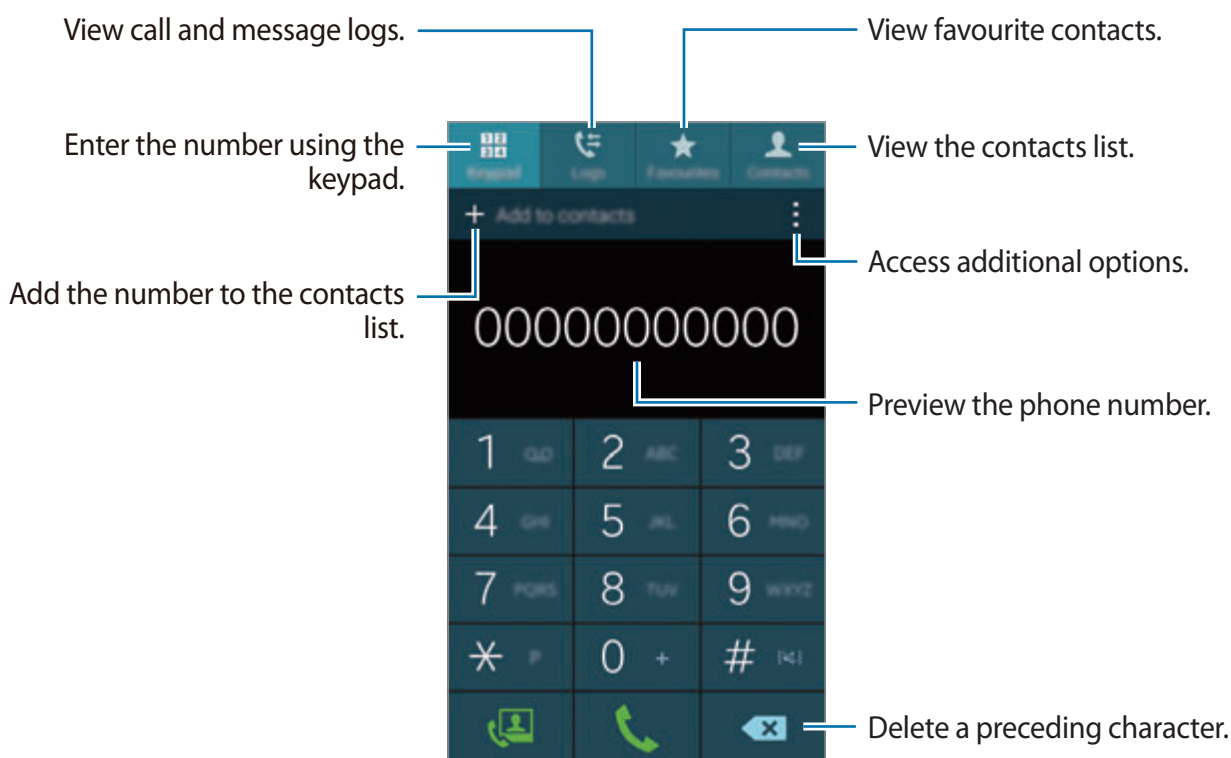 View call and message logs.
View favourite contacts.
Enter the number using the
keypad.
View the contacts list.
Keypad
Logs
Favourites
Contacts
+ Add to contacts
Access additional options.
Add the number to the contacts
list.
00000000000
Preview the phone number.
1
2 ABC
3 DEF
4 GHI
5 JKL
6 MNO
7 PQRS
8 TUV
9 WXYZ
* P
0 +
#
Delete a preceding character.